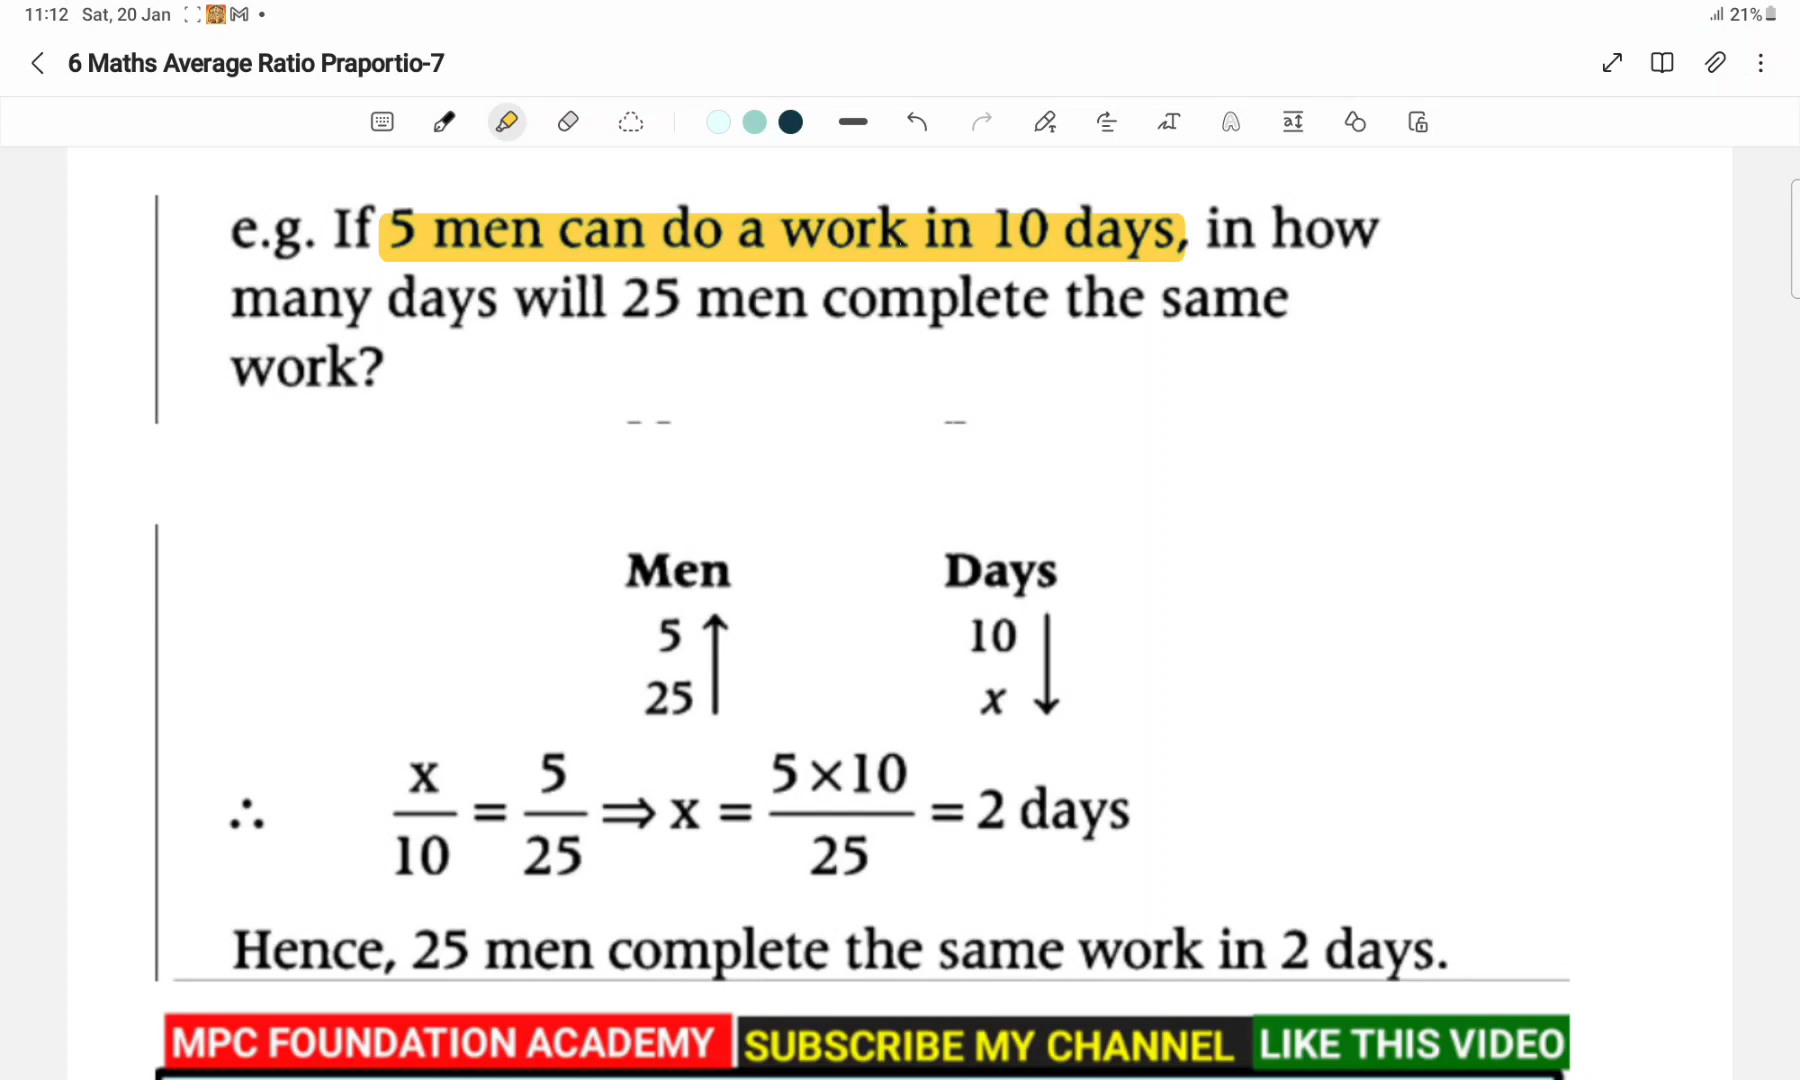 11:12 Sat, 20 Jan
21%
6 Maths Average Ratio Praportio-7
e.g. If 5 men can do a work in 10 days, in how
many days will 25 men complete the same
work?
Men Days
5 ↑ 10 ↓
25 x
∴ x/10 = 5/25 ⇒ x = 5×10/25 = 2 days
Hence, 25 men complete the same work in 2 days.
MPC FOUNDATION ACADEMY SUBSCRIBE MY CHANNEL LIKE THIS VIDEO